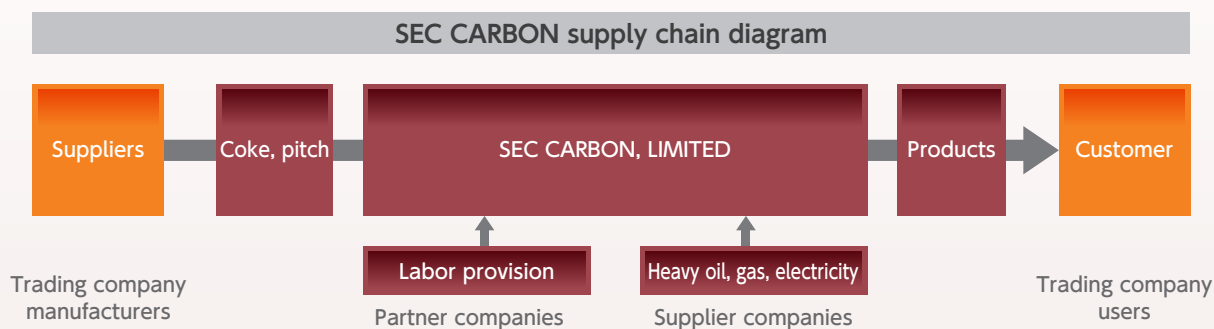 SEC CARBON supply chain diagram
Suppliers
Coke, pitch
SEC CARBON, LIMITED
Products
Customer
Labor provision
Heavy oil, gas, electricity
Trading company
manufacturers
Partner companies
Supplier companies
Trading company
users